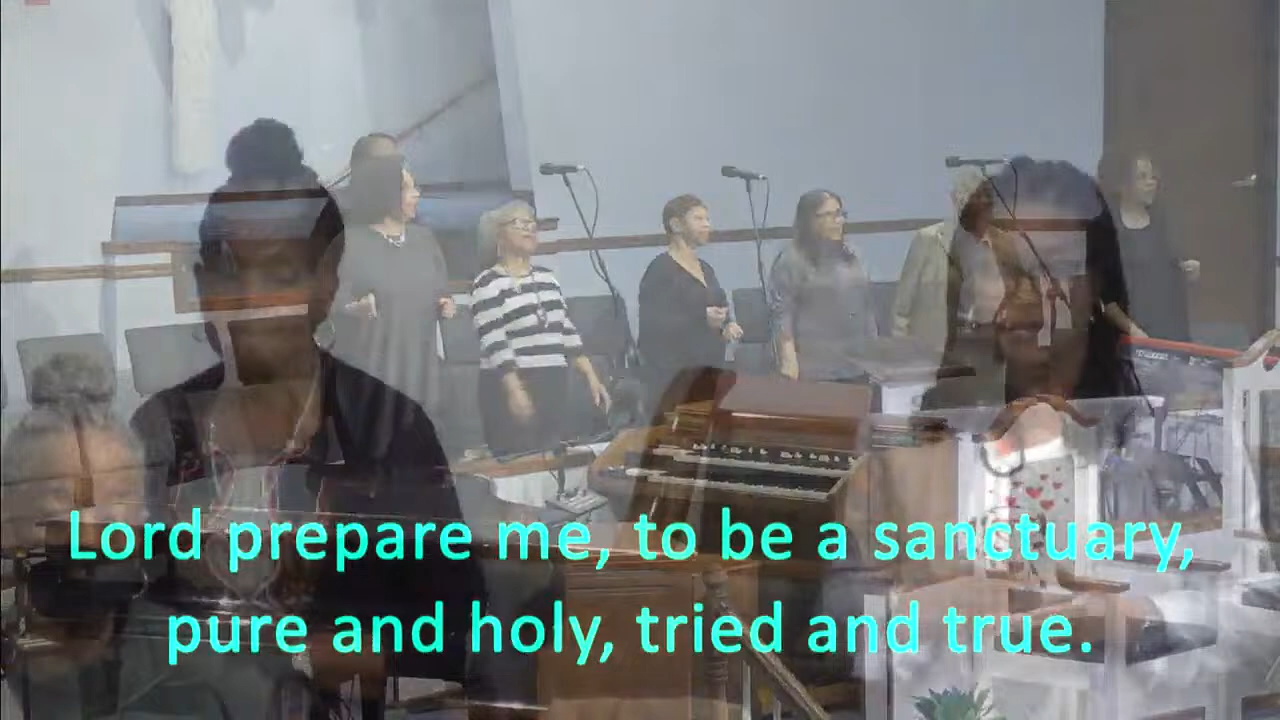 Lord prepare me, to be a sanctuary,
pure and holy, tried and true.